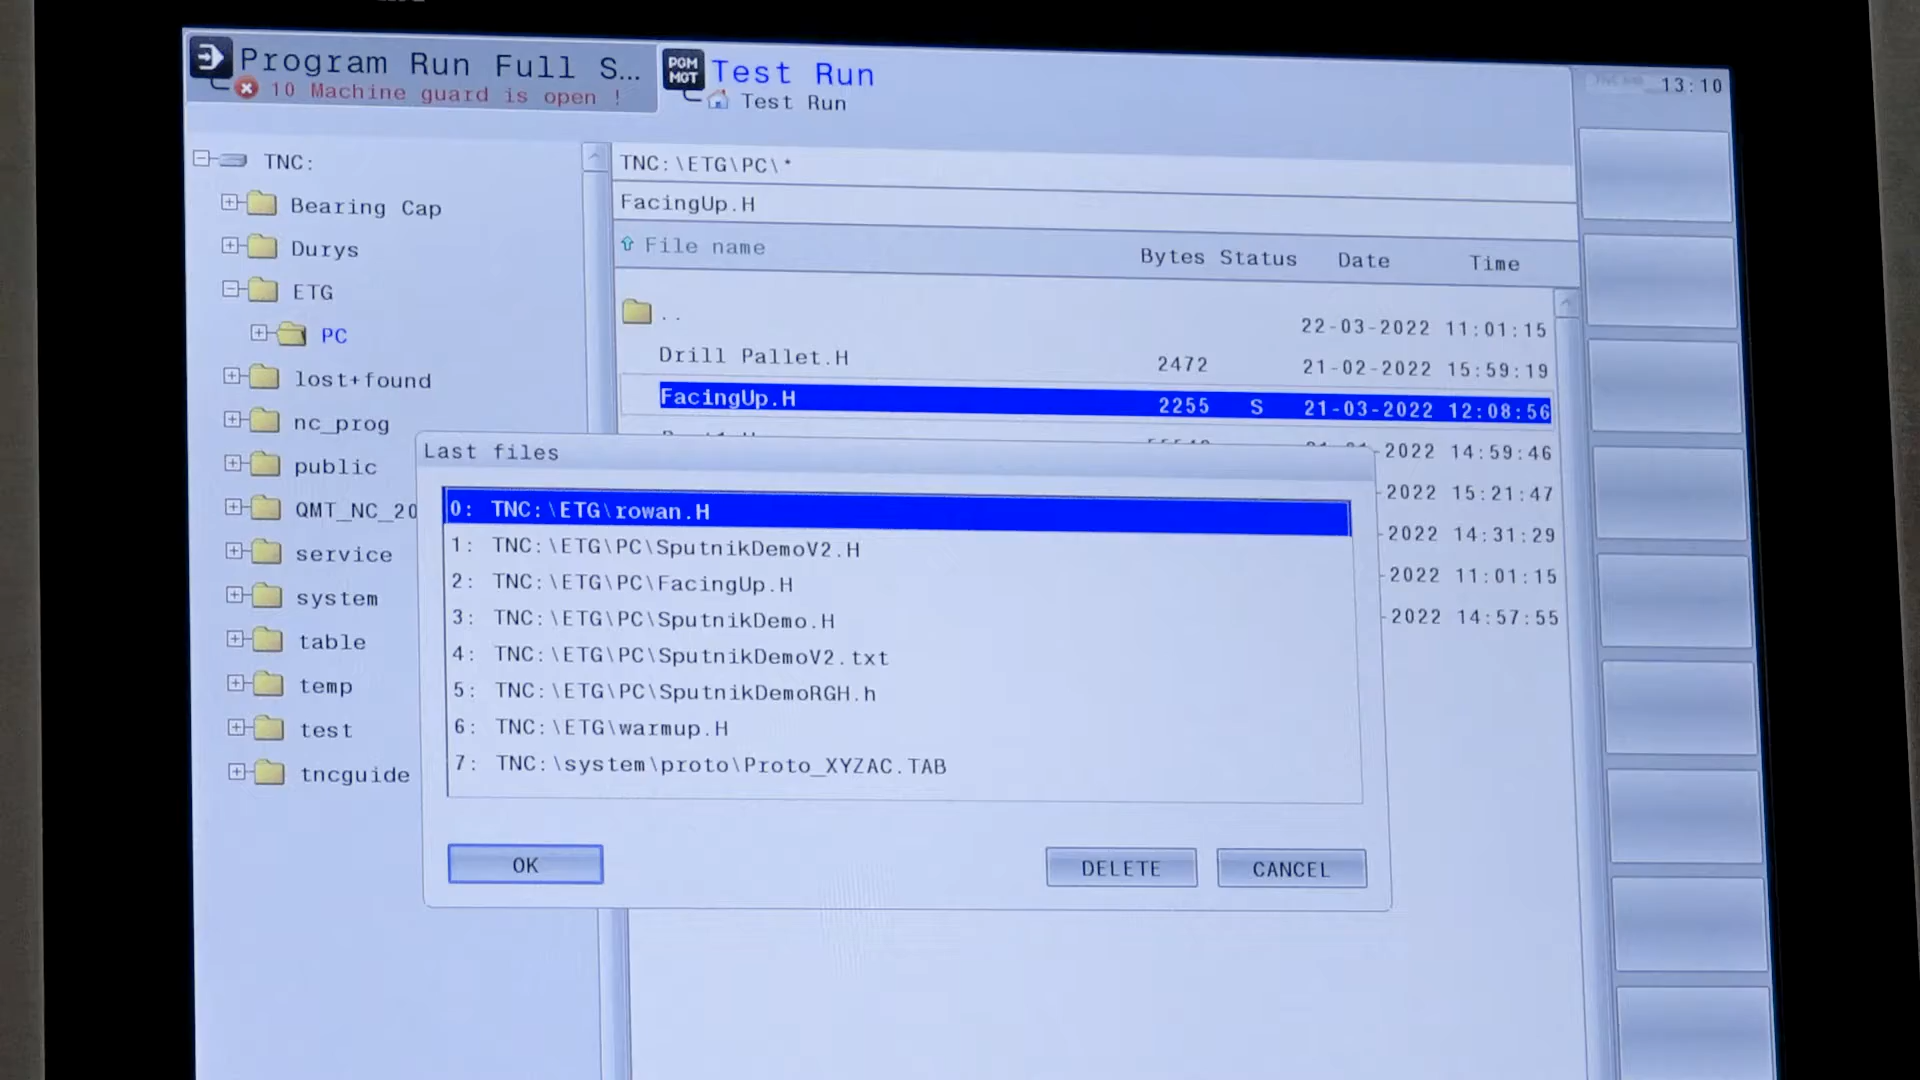 Program Run Full S...
10 Machine guard is open !
PGM MGT
Test Run
Test Run
13:10
TNC:
Bearing Cap
Durys
ETG
PC
lost+found
nc_prog
public
QMT_NC_20
service
system
table
temp
test
tncguide
TNC:\ETG\PC\*
FacingUp.H
File name Bytes Status Date Time
.. 22-03-2022 11:01:15
Drill Pallet.H 2472 21-02-2022 15:59:19
FacingUp.H 2255 S 21-03-2022 12:08:56
-2022 14:59:46
-2022 15:21:47
-2022 14:31:29
-2022 11:01:15
-2022 14:57:55
Last files
0: TNC:\ETG\rowan.H
1: TNC:\ETG\PC\SputnikDemoV2.H
2: TNC:\ETG\PC\FacingUp.H
3: TNC:\ETG\PC\SputnikDemo.H
4: TNC:\ETG\PC\SputnikDemoV2.txt
5: TNC:\ETG\PC\SputnikDemoRGH.h
6: TNC:\ETG\warmup.H
7: TNC:\system\proto\Proto_XYZAC.TAB
OK
DELETE
CANCEL